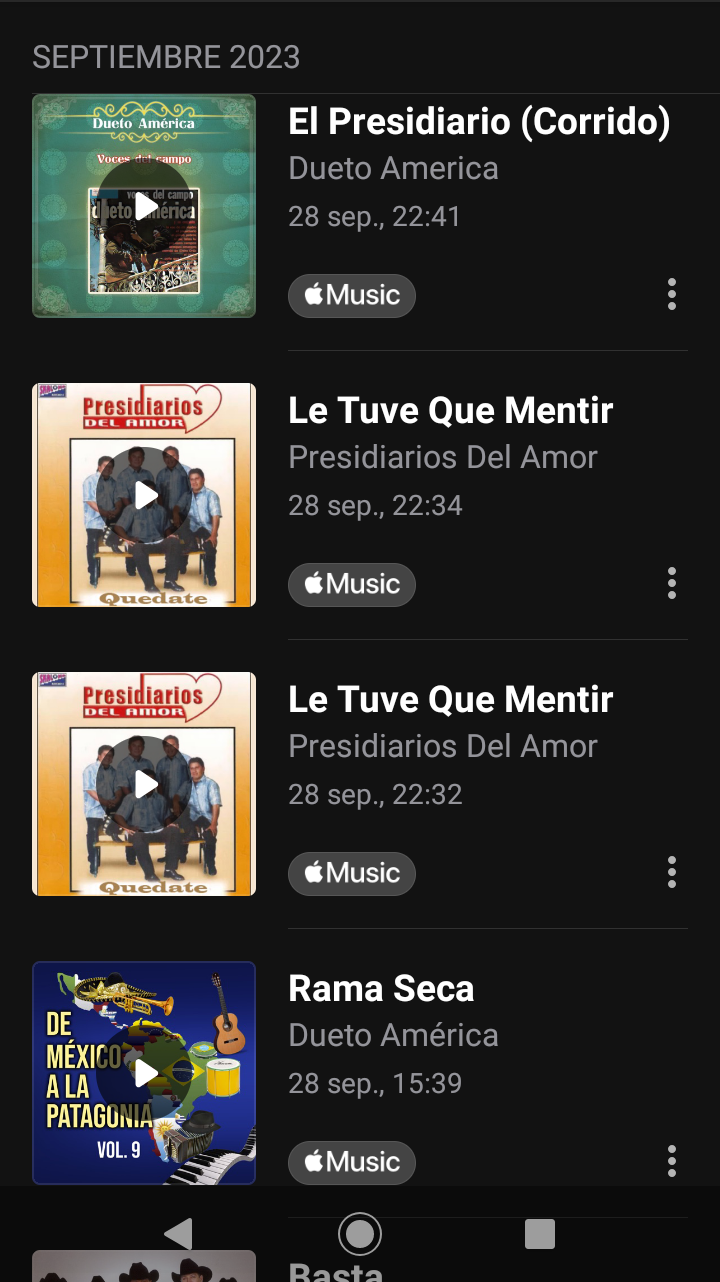 SEPTIEMBRE 2023
Dueto América
Voces del campo
voces del campo
dueto américa
El Presidiario (Corrido)
Dueto America
28 sep., 22:41
Music
Presidiarios
DEL AMOR
Quedate
Le Tuve Que Mentir
Presidiarios Del Amor
28 sep., 22:34
Music
Presidiarios
DEL AMOR
Quedate
Le Tuve Que Mentir
Presidiarios Del Amor
28 sep., 22:32
Music
DE
MÉXICO
A LA
PATAGONIA
VOL. 9
Rama Seca
Dueto América
28 sep., 15:39
Music
Basta